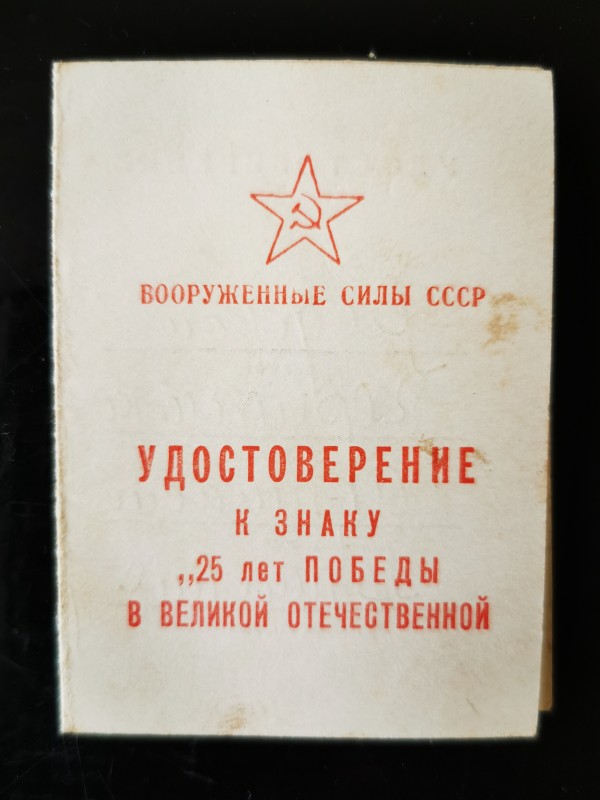 ВООРУЖЕННЫЕ СИЛЫ СССР
УДОСТОВЕРЕНИЕ
К ЗНАКУ
„25 лет ПОБЕДЫ
В ВЕЛИКОЙ ОТЕЧЕСТВЕННОЙ